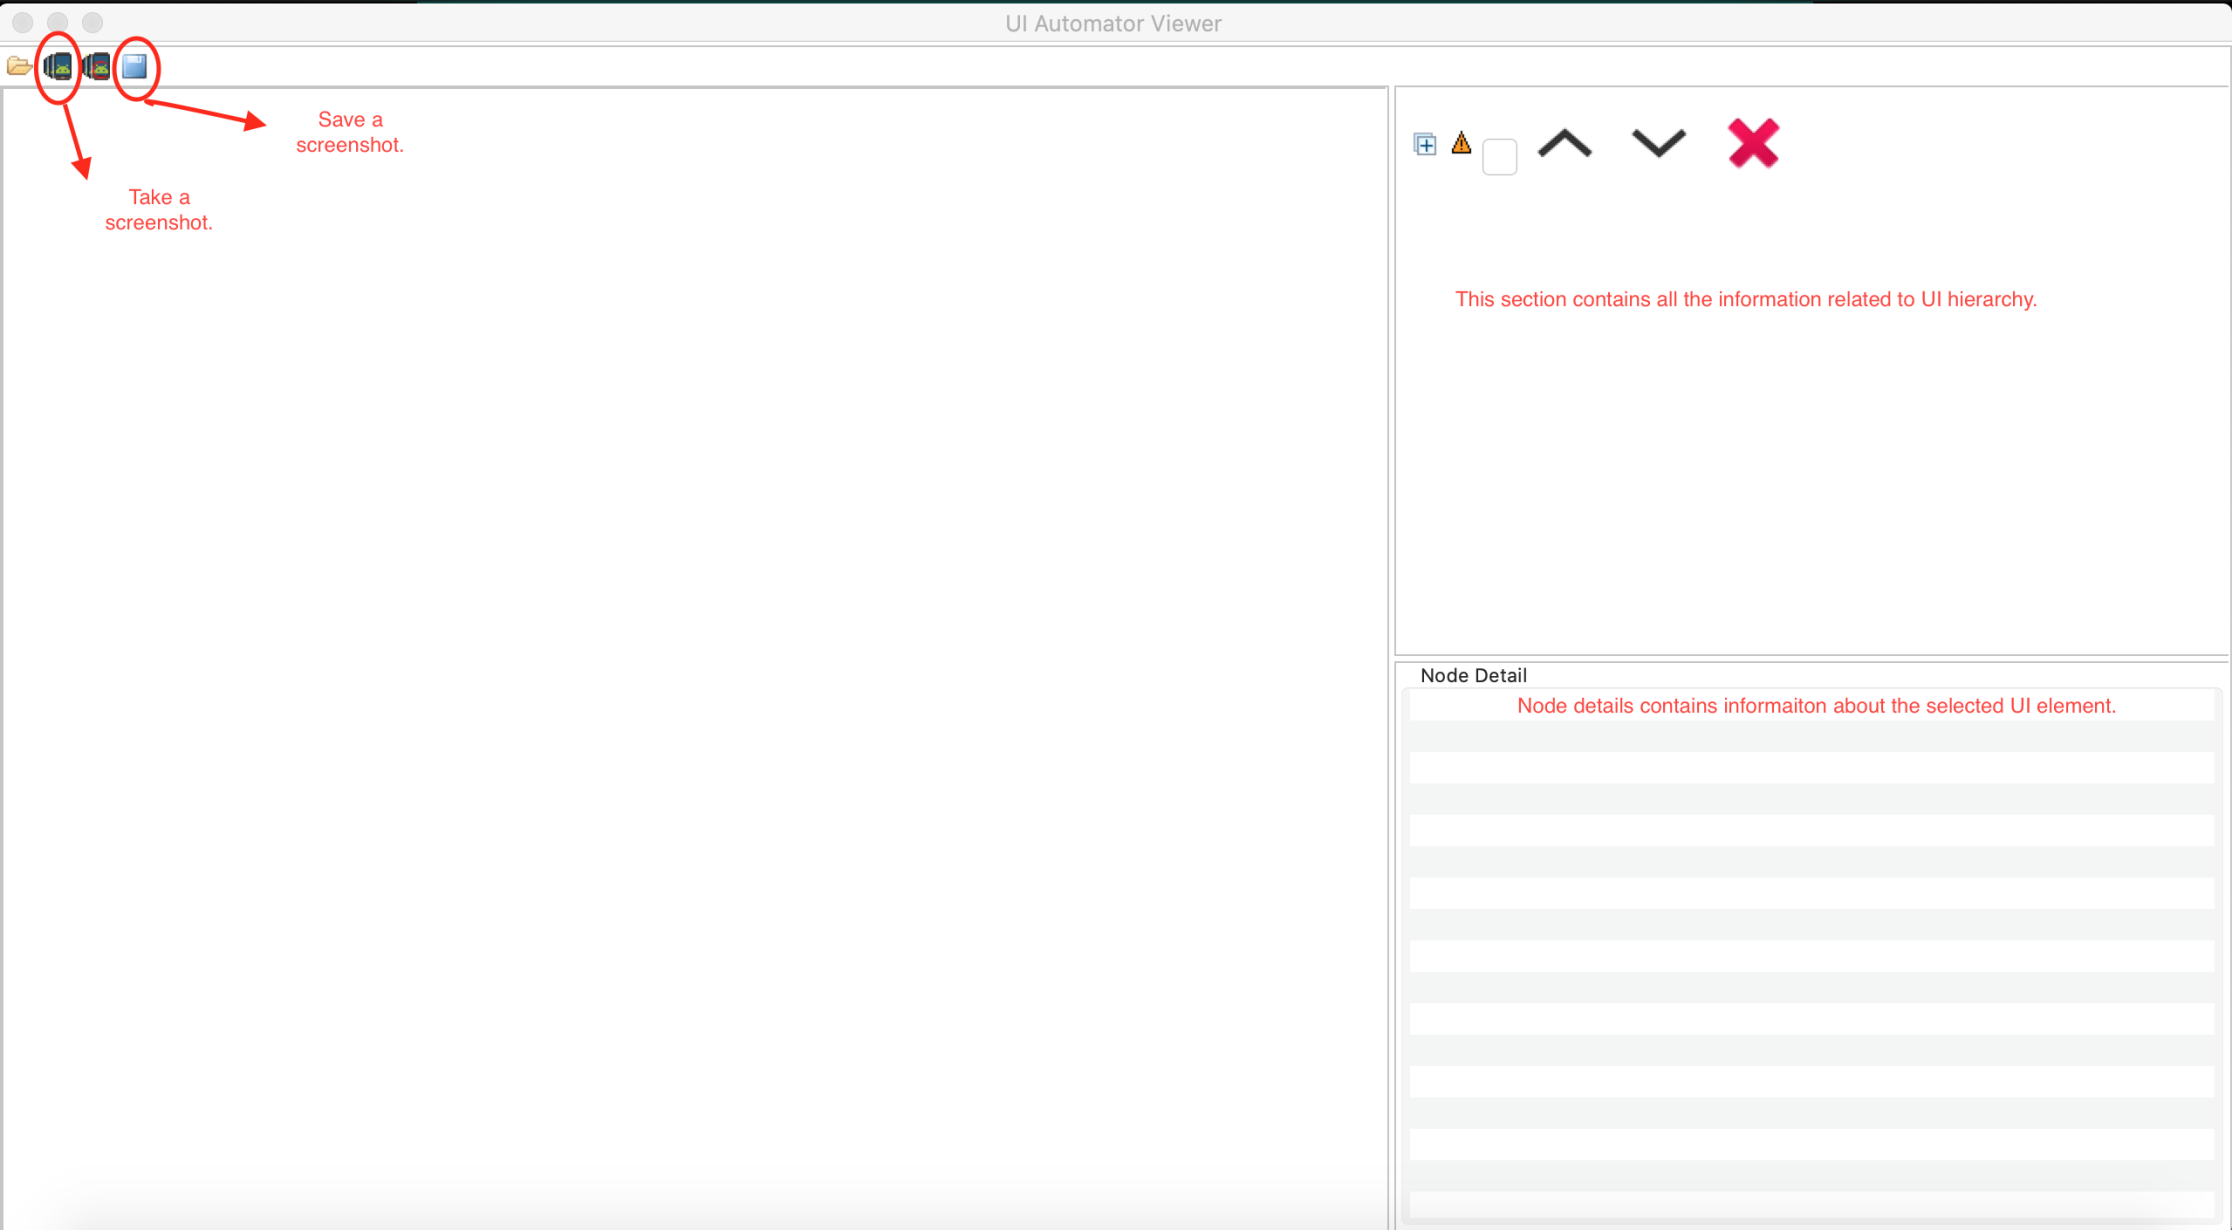 UI Automator Viewer
Save a
screenshot.
Take a
screenshot.
This section contains all the information related to UI hierarchy.
Node Detail
Node details contains informaiton about the selected UI element.